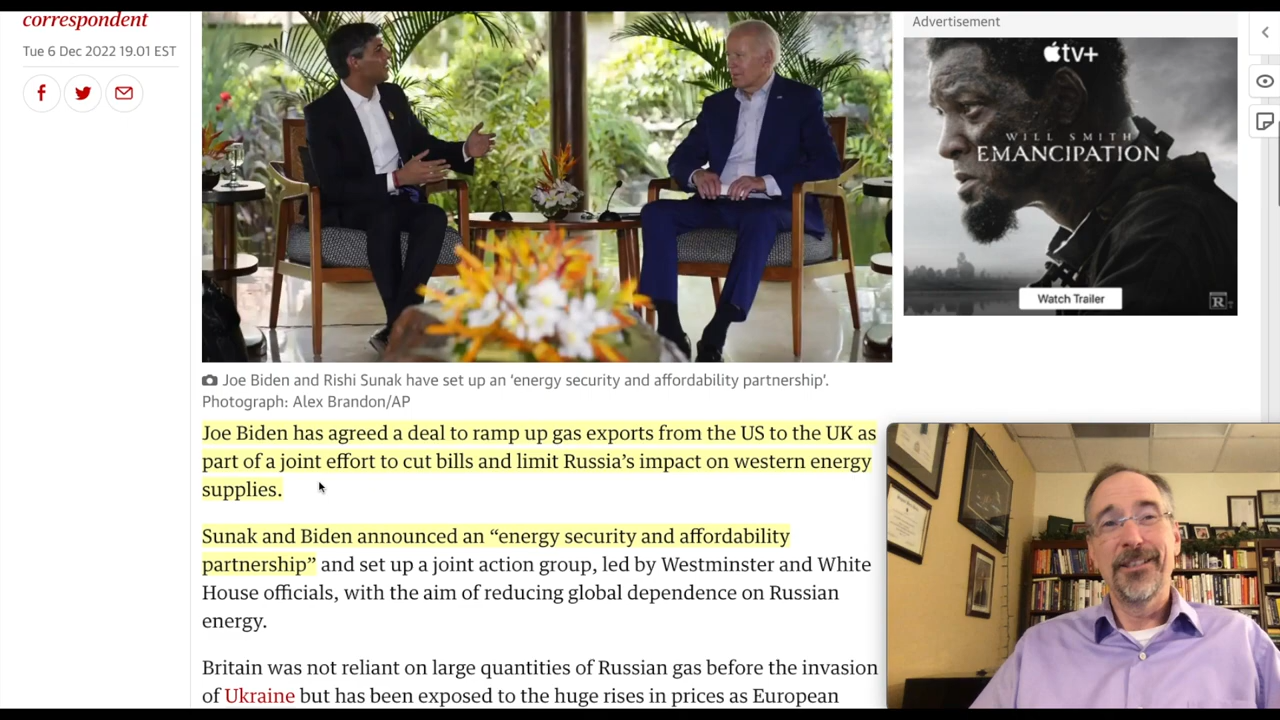 correspondent
Tue 6 Dec 2022 19.01 EST
Joe Biden and Rishi Sunak have set up an ‘energy security and affordability partnership’.
Photograph: Alex Brandon/AP
Joe Biden has agreed a deal to ramp up gas exports from the US to the UK as
part of a joint effort to cut bills and limit Russia’s impact on western energy
supplies.
Sunak and Biden announced an “energy security and affordability
partnership” and set up a joint action group, led by Westminster and White
House officials, with the aim of reducing global dependence on Russian
energy.
Britain was not reliant on large quantities of Russian gas before the invasion
of Ukraine but has been exposed to the huge rises in prices as European
Advertisement
tv+
WILL SMITH
EMANCIPATION
Watch Trailer
R